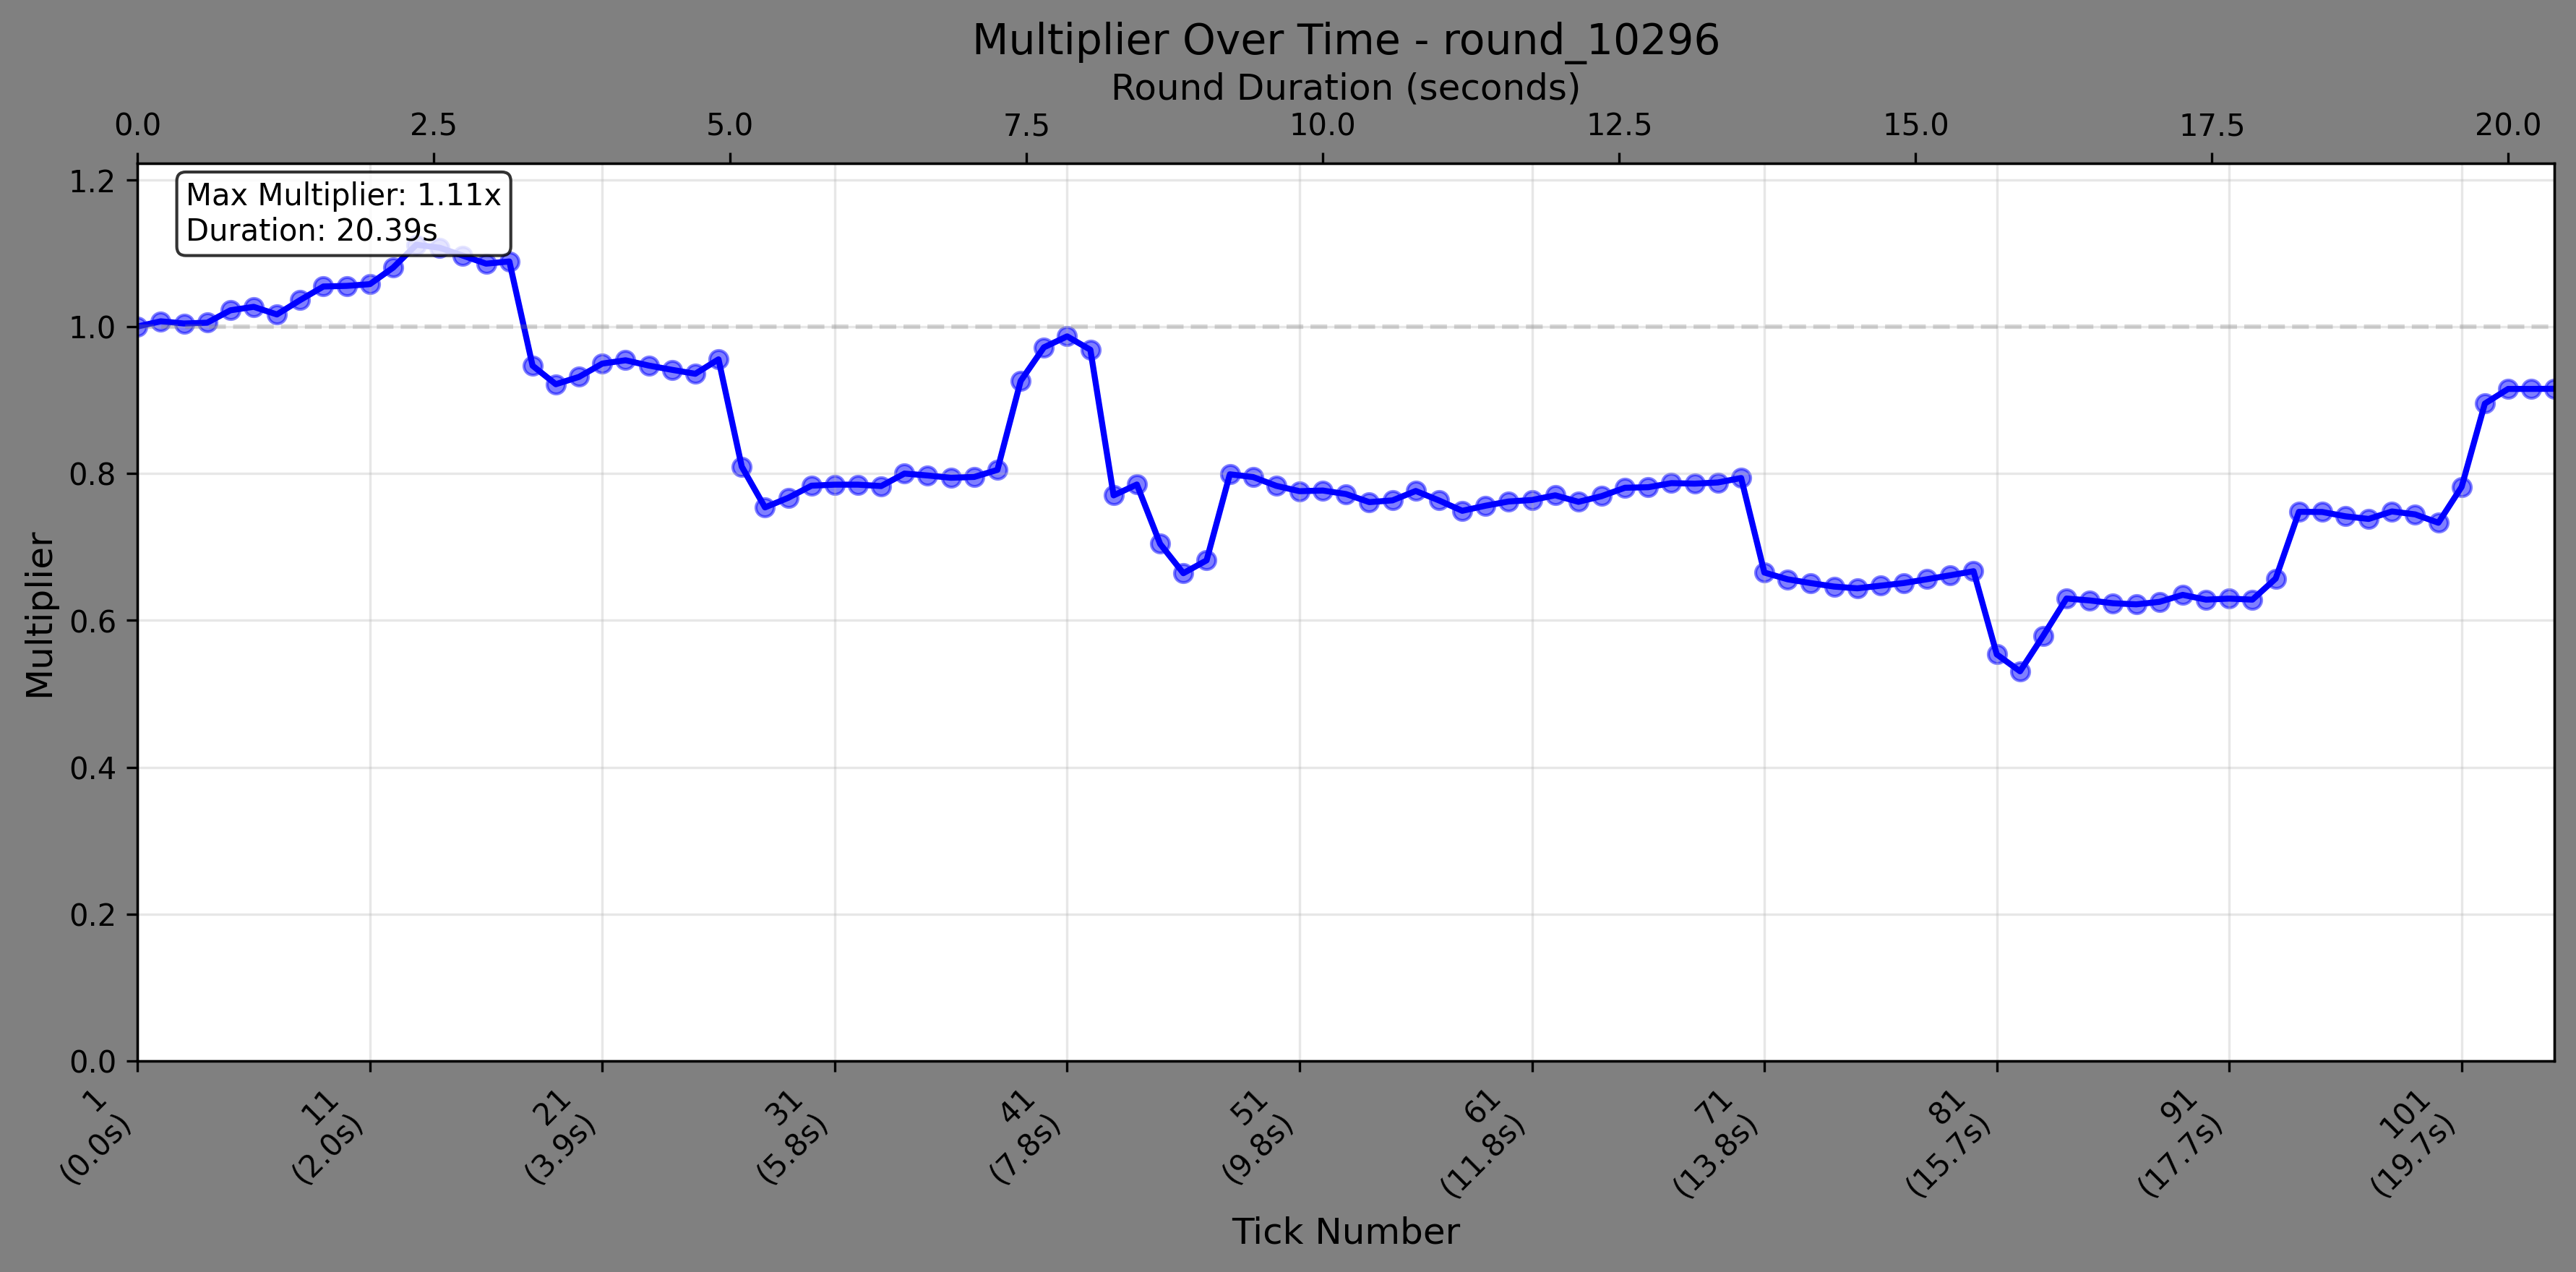 Multiplier Over Time - round_10296
Round Duration (seconds)
0.0 2.5 5.0 7.5 10.0 12.5 15.0 17.5 20.0
Max Multiplier: 1.11x
Duration: 20.39s
1.2
1.0
0.8
0.6
0.4
0.2
0.0
Multiplier
1
(0.0s)
11
(2.0s)
21
(3.9s)
31
(5.8s)
41
(7.8s)
51
(9.8s)
61
(11.8s)
71
(13.8s)
81
(15.7s)
91
(17.7s)
101
(19.7s)
Tick Number